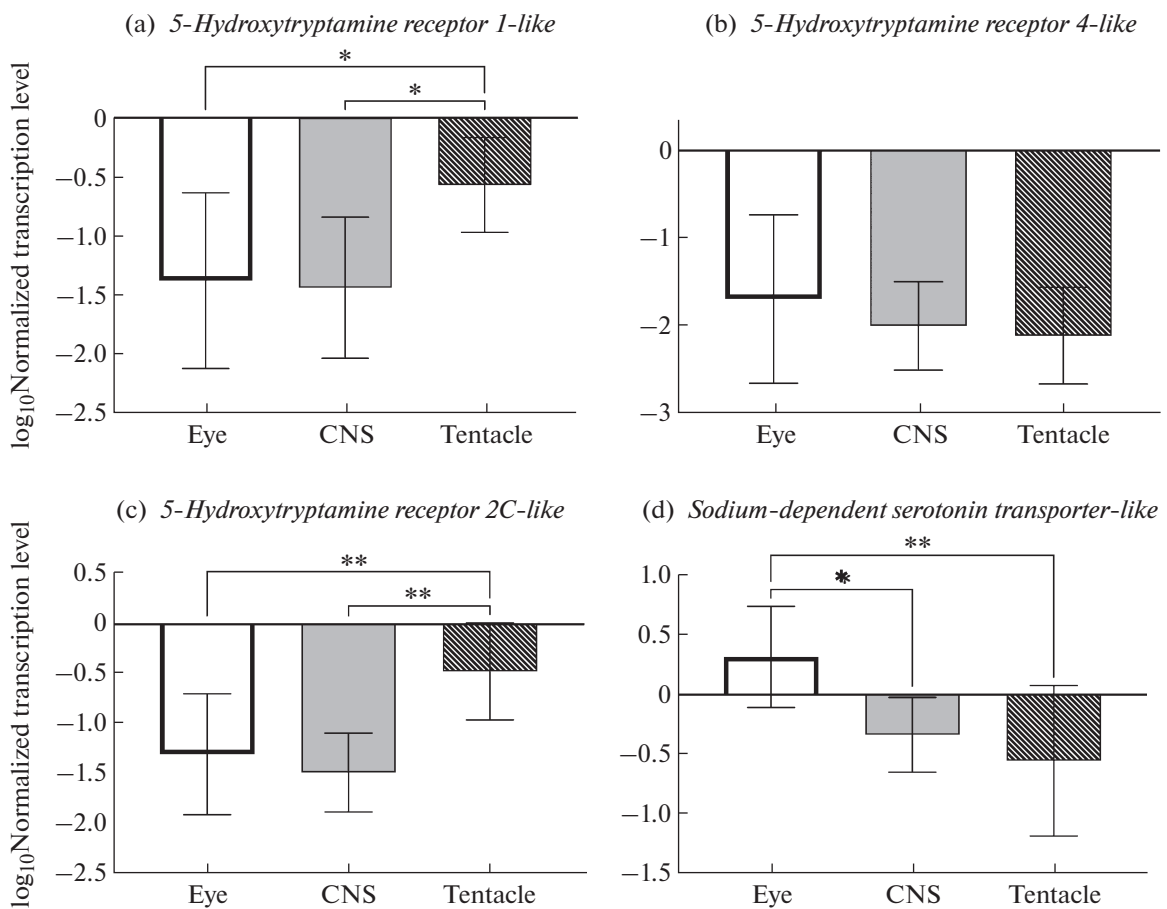 (a) 5-Hydroxytryptamine receptor 1-like
(b) 5-Hydroxytryptamine receptor 4-like
log10Normalized transcription level
*
*
0
−0.5
−1.0
−1.5
−2.0
−2.5
Eye CNS Tentacle
0
−1
−2
−3
Eye CNS Tentacle
(c) 5-Hydroxytryptamine receptor 2C-like
(d) Sodium-dependent serotonin transporter-like
log10Normalized transcription level
**
**
0.5
0
−0.5
−1.0
−1.5
−2.0
−2.5
Eye CNS Tentacle
**
*
1.0
0.5
0
−0.5
−1.0
−1.5
Eye CNS Tentacle